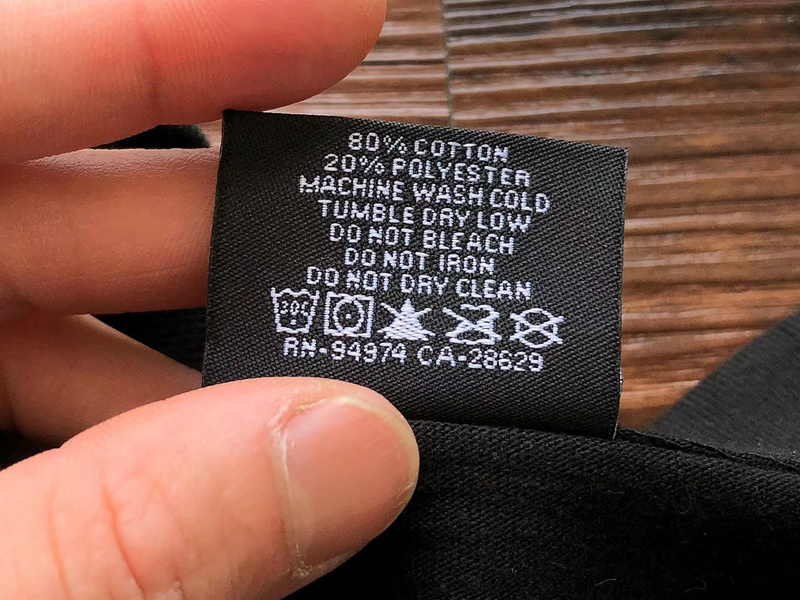 80% COTTON
20% POLYESTER
MACHINE WASH COLD
TUMBLE DRY LOW
DO NOT BLEACH
DO NOT IRON
DO NOT DRY CLEAN
30C
RN-94974 CA-28629